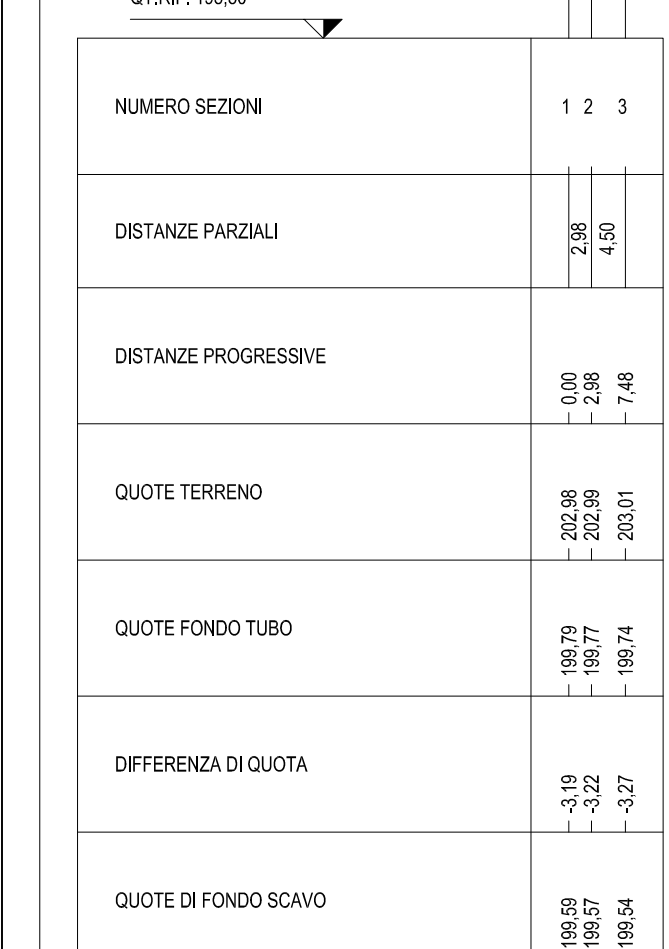 NUMERO SEZIONI 1 2 3
DISTANZE PARZIALI 2,98 4,50
DISTANZE PROGRESSIVE 0,00 2,98 7,48
QUOTE TERRENO 202,98 202,99 203,01
QUOTE FONDO TUBO 199,79 199,77 199,74
DIFFERENZA DI QUOTA -3,19 -3,22 -3,27
QUOTE DI FONDO SCAVO 199,59 199,57 199,54